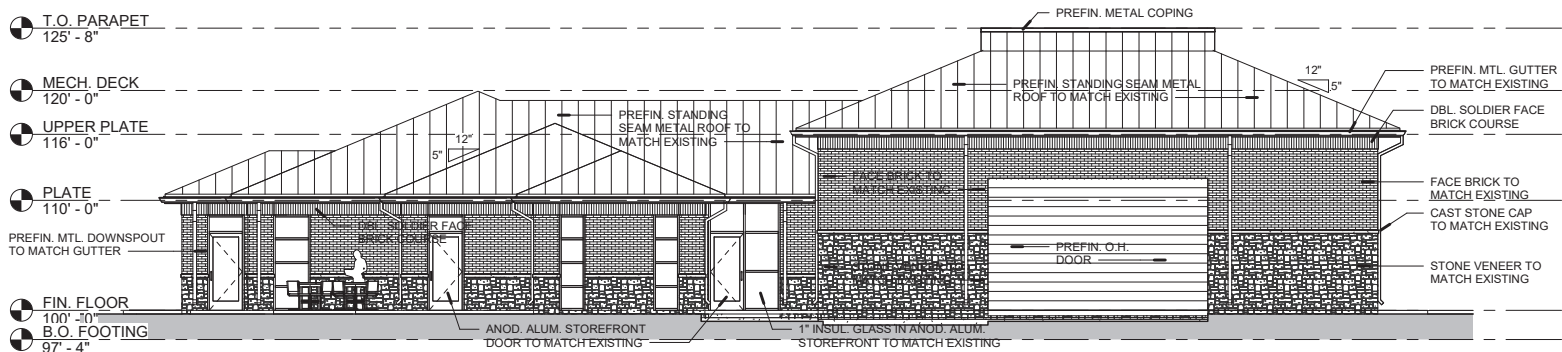 T.O. PARAPET
125' - 8"
MECH. DECK
120' - 0"
UPPER PLATE
116' - 0"
PLATE
110' - 0"
PREFIN. MTL. DOWNSPOUT
TO MATCH GUTTER
FIN. FLOOR
100' - 0"
B.O. FOOTING
97' - 4"
12"
5"
PREFIN. STANDING
SEAM METAL ROOF TO
MATCH EXISTING
DBL. SOLDIER FACE
BRICK COURSE
ANOD. ALUM. STOREFRONT
DOOR TO MATCH EXISTING
1" INSUL. GLASS IN ANOD. ALUM.
STOREFRONT TO MATCH EXISTING
PREFIN. METAL COPING
PREFIN. STANDING SEAM METAL
ROOF TO MATCH EXISTING
12"
5"
FACE BRICK TO
MATCH EXISTING
PREFIN. O.H.
DOOR
PREFIN. MTL. GUTTER
TO MATCH EXISTING
DBL. SOLDIER FACE
BRICK COURSE
FACE BRICK TO
MATCH EXISTING
CAST STONE CAP
TO MATCH EXISTING
STONE VENEER TO
MATCH EXISTING